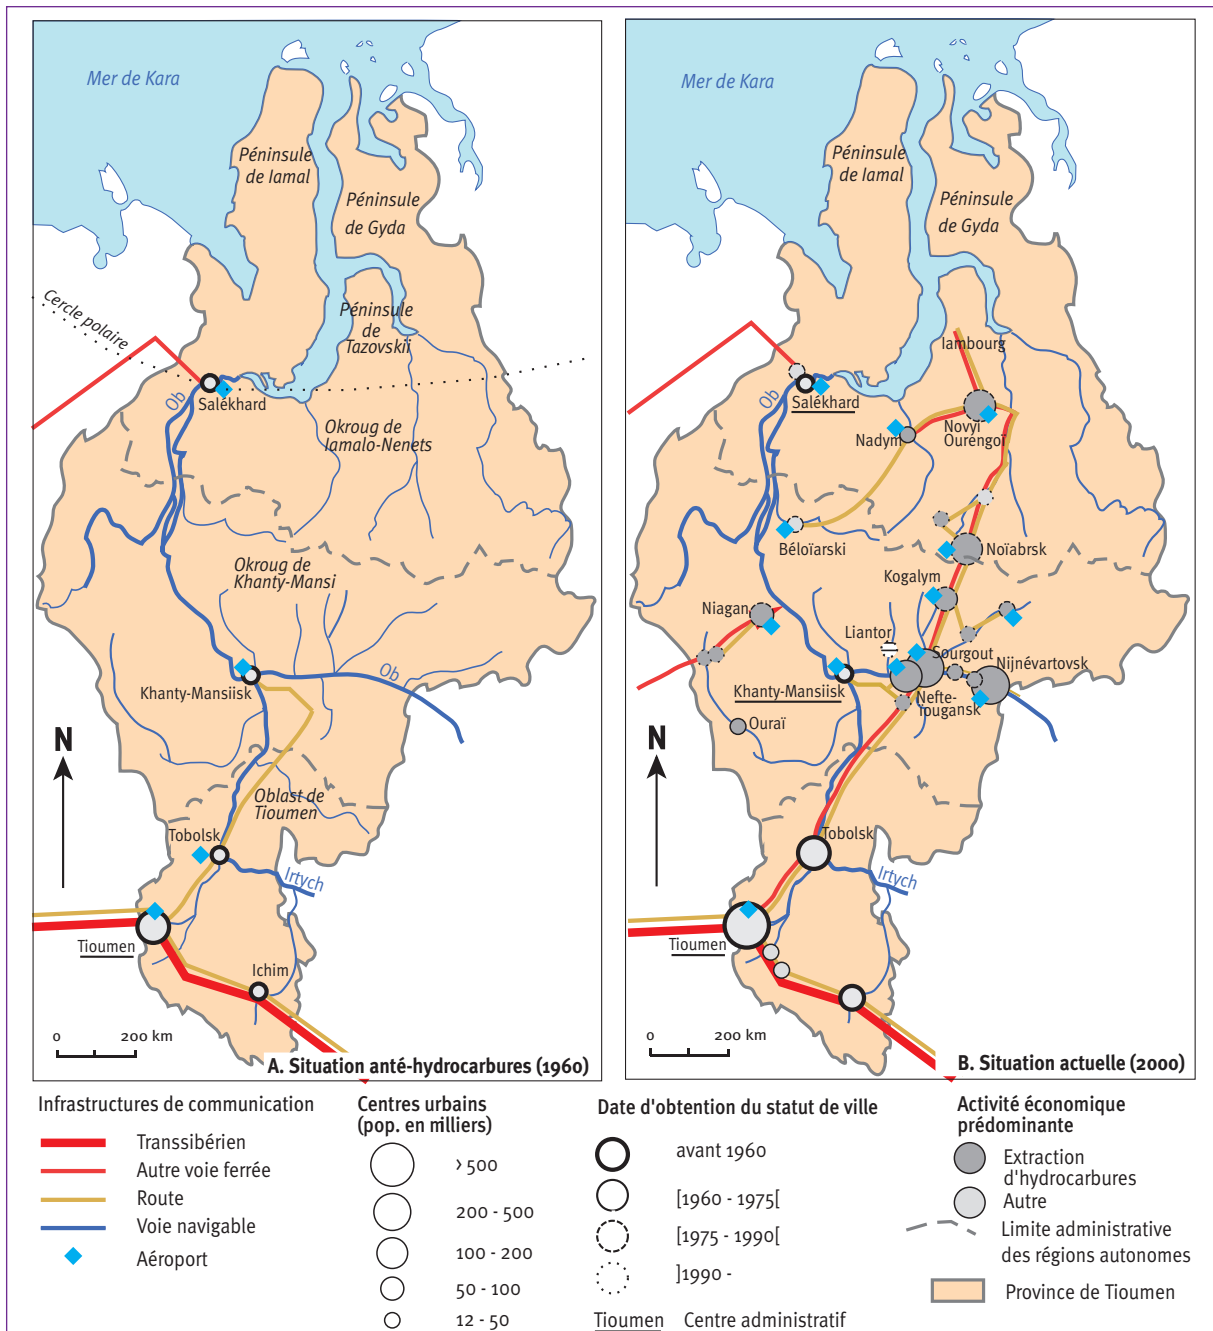 Mer de Kara
Péninsule
de Iamal
Péninsule
de Gyda
Cercle polaire
Péninsule
de
Tazovskii
Ob
Salékhard
Okroug de
Iamalo-Nenets
Okroug de
Khanty-Mansi
Khanty-Mansiisk
Ob
N
Oblast de
Tioumen
Tobolsk
Irtych
Tioumen
Ichim
0 200 km
A. Situation anté-hydrocarbures (1960)
Mer de Kara
Péninsule
de Iamal
Péninsule
de Gyda
Iambourg
Ob
Salékhard
Nadym
Novyï
Ourengoï
Béloïarski
Noïabrsk
Kogalym
Niagan
Liantor
Sourgout
Nijnévartovsk
Khanty-Mansiisk
Nefte-
Iougansk
Ouraï
N
Tobolsk
Irtych
Tioumen
0 200 km
B. Situation actuelle (2000)
Infrastructures de communication
Transsibérien
Autre voie ferrée
Route
Voie navigable
Aéroport
Centres urbains
(pop. en milliers)
> 500
200 - 500
100 - 200
50 - 100
12 - 50
Date d'obtention du statut de ville
avant 1960
[1960 - 1975[
[1975 - 1990[
]1990 -
Tioumen Centre administratif
Activité économique
prédominante
Extraction
d'hydrocarbures
Autre
Limite administrative
des régions autonomes
Province de Tioumen